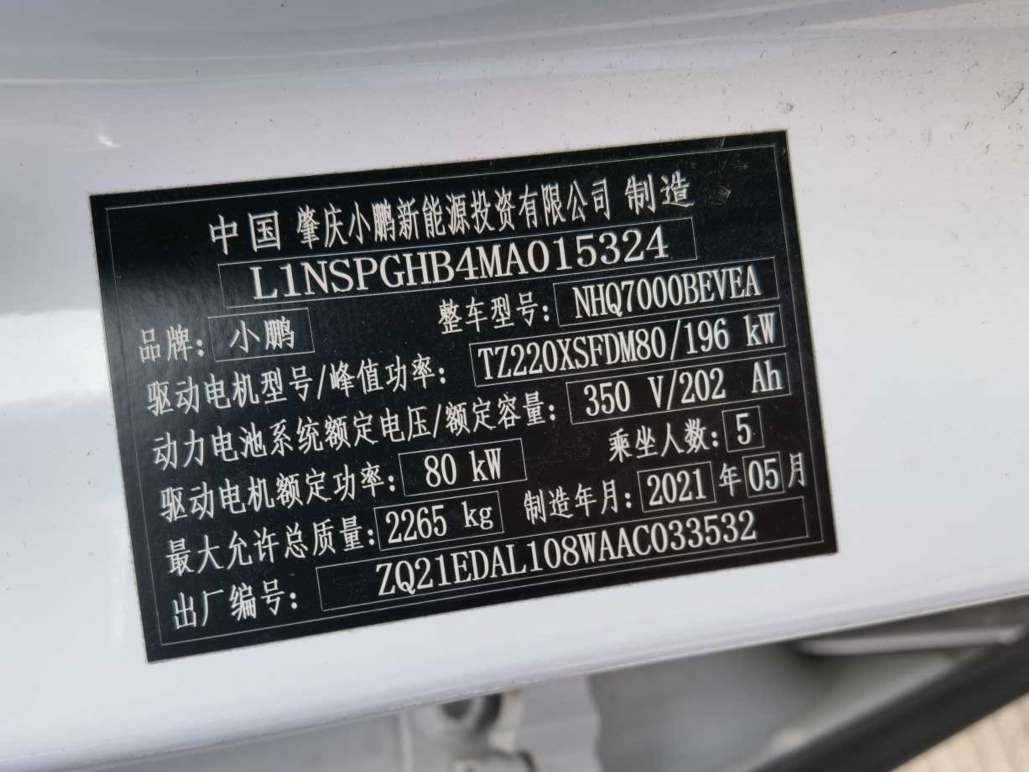 中国 肇庆小鹏新能源投资有限公司 制造
L1NSPGHB4MA015324
品牌: 小鹏 整车型号: NHQ7000BEVEA
驱动电机型号/峰值功率: TZ220XSFDM80/196 kW
动力电池系统额定电压/额定容量: 350 V/202 Ah
驱动电机额定功率: 80 kW 乘坐人数: 5
最大允许总质量: 2265 kg 制造年月: 2021 年 05 月
出厂编号: ZQ21EDAL108WAAC033532